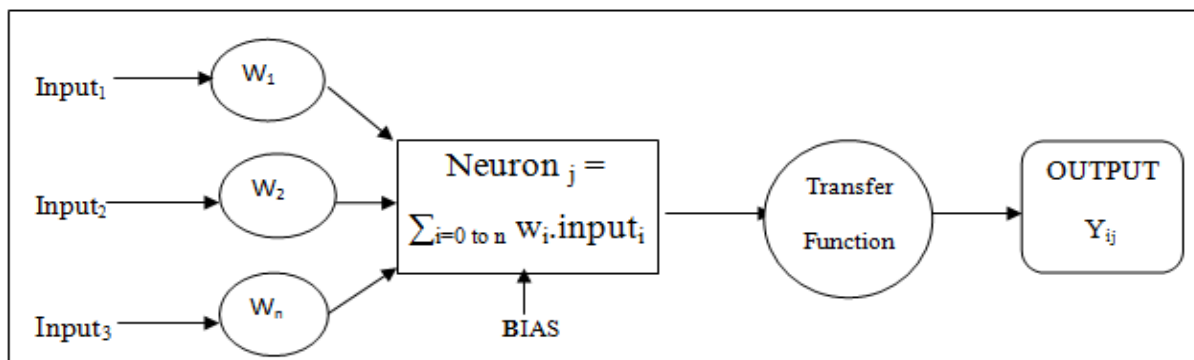 Input₁
W₁
Input₂
W₂
Input₃
Wₙ
Neuron ⱼ =
∑ᵢ₌₀ ₜₒ ₙ wᵢ.inputᵢ
BIAS
Transfer
Function
OUTPUT
Yᵢⱼ